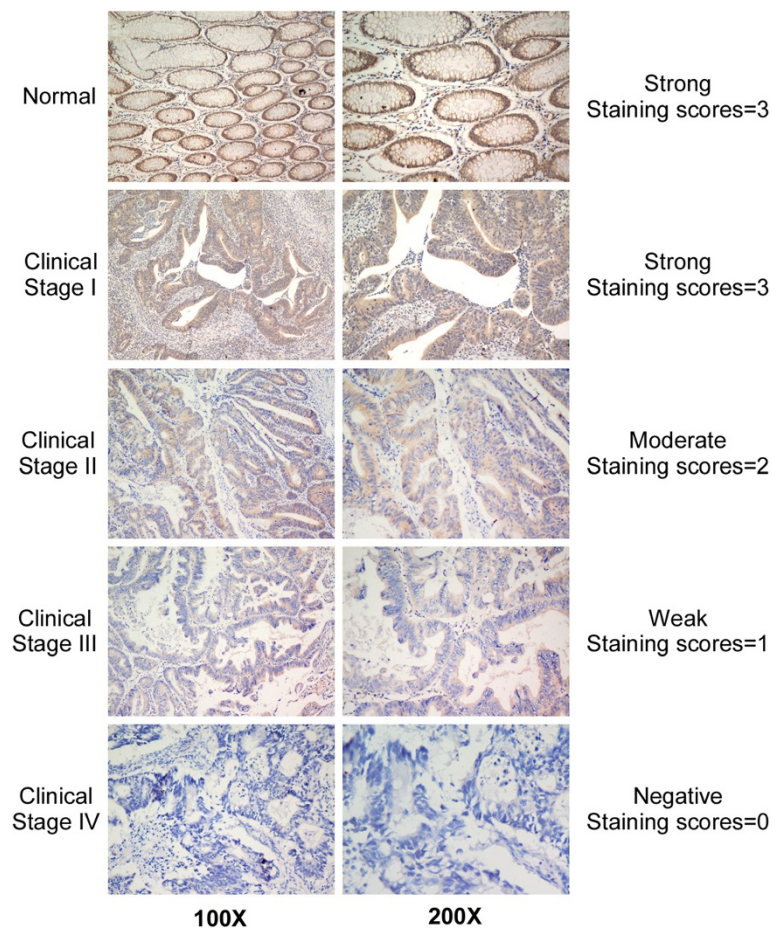 Normal
Strong
Staining scores=3
Clinical
Stage I
Strong
Staining scores=3
Clinical
Stage II
Moderate
Staining scores=2
Clinical
Stage III
Weak
Staining scores=1
Clinical
Stage IV
Negative
Staining scores=0
100X
200X